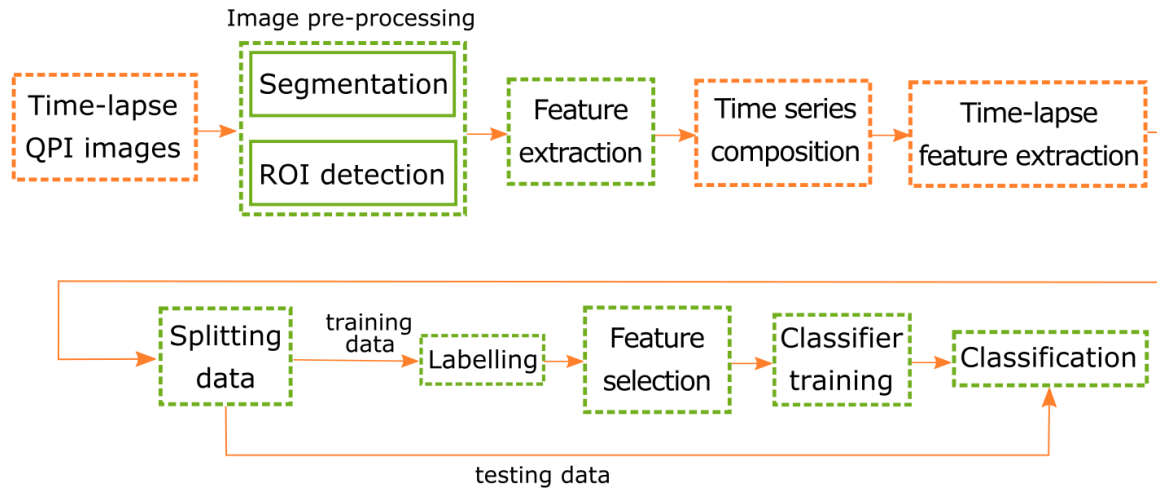 Image pre-processing
Time-lapse
QPI images
Segmentation
ROI detection
Feature
extraction
Time series
composition
Time-lapse
feature extraction
Splitting
data
training
data
Labelling
Feature
selection
Classifier
training
Classification
testing data